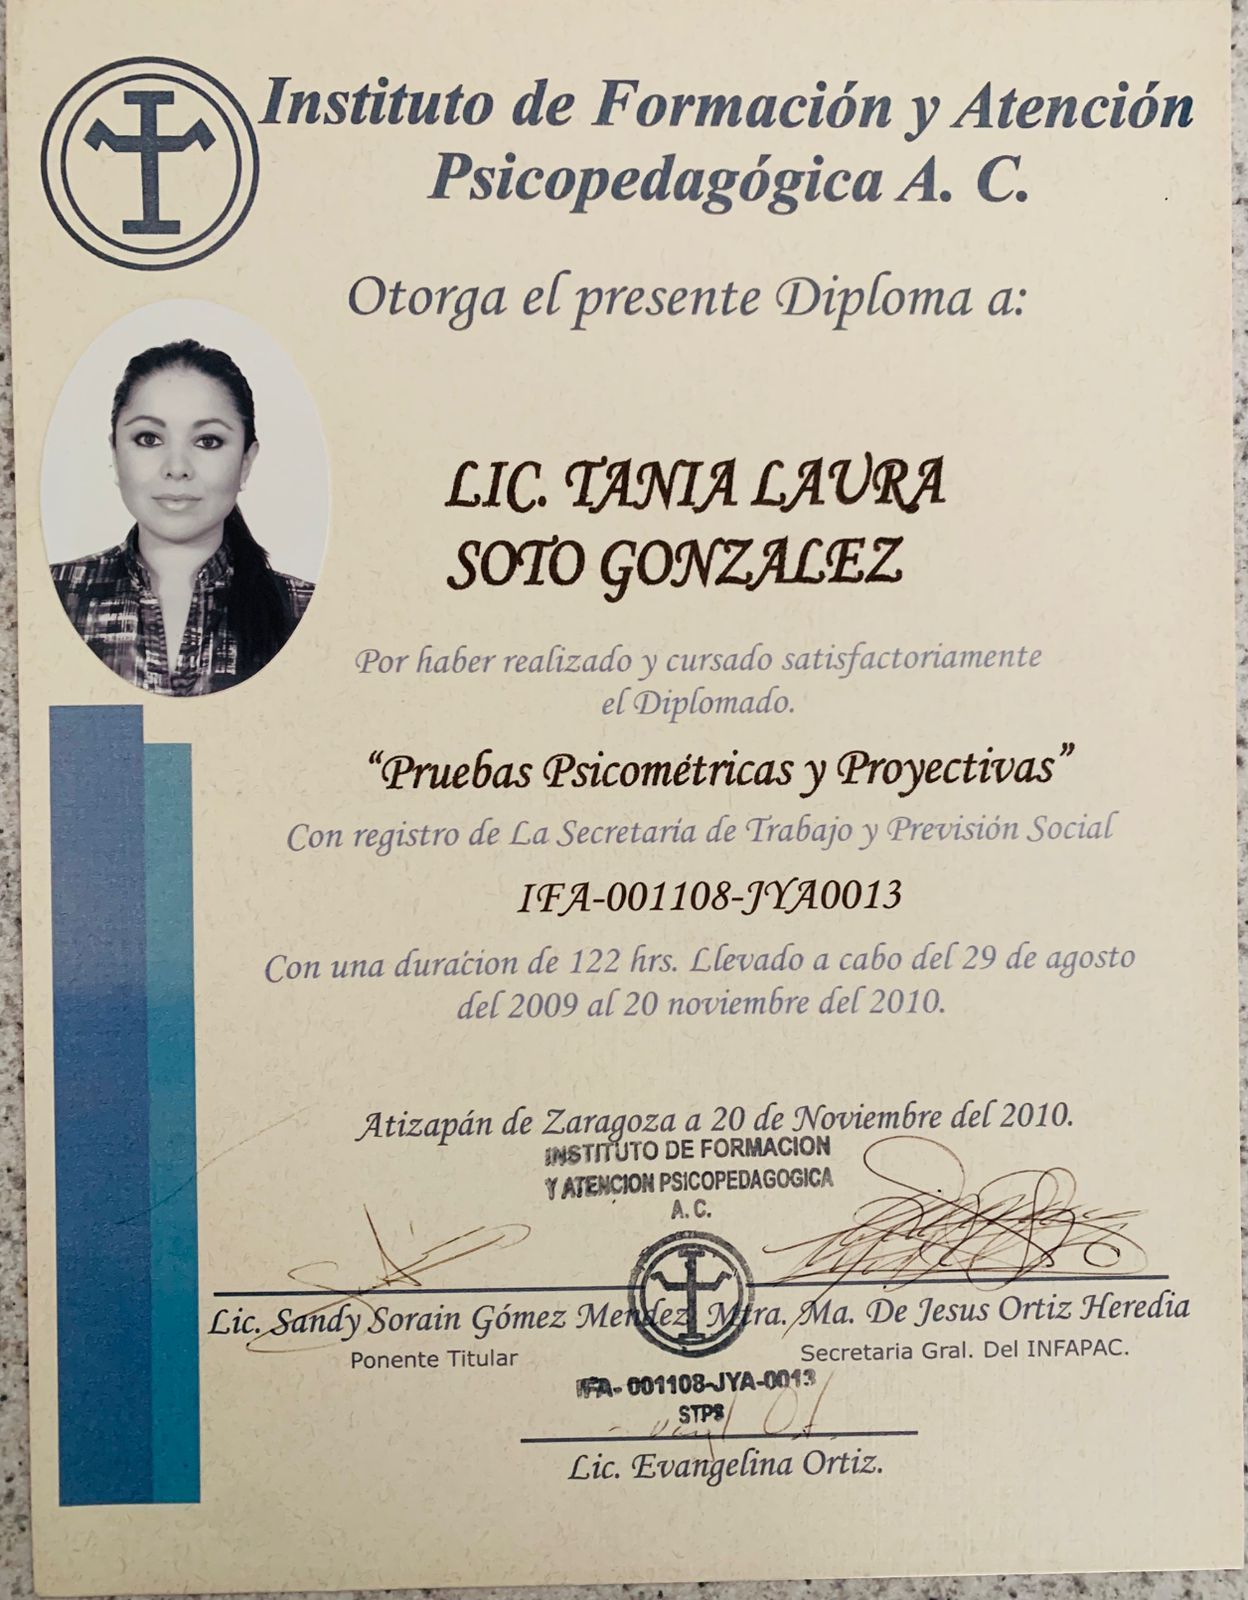 Instituto de Formación y Atención
Psicopedagógica A. C.
Otorga el presente Diploma a:
LIC. TANIA LAURA
SOTO GONZALEZ
Por haber realizado y cursado satisfactoriamente
el Diplomado.
“Pruebas Psicométricas y Proyectivas”
Con registro de La Secretaría de Trabajo y Previsión Social
IFA-001108-JYA0013
Con una duración de 122 hrs. Llevado a cabo del 29 de agosto
del 2009 al 20 noviembre del 2010.
Atizapán de Zaragoza a 20 de Noviembre del 2010.
INSTITUTO DE FORMACION
Y ATENCION PSICOPEDAGOGICA
A. C.
Lic. Sandy Sorain Gómez Mendez. Mtra. Ma. De Jesus Ortiz Heredia
Ponente Titular Secretaria Gral. Del INFAPAC.
IFA- 001108-JYA-0013
STPS
Lic. Evangelina Ortiz.